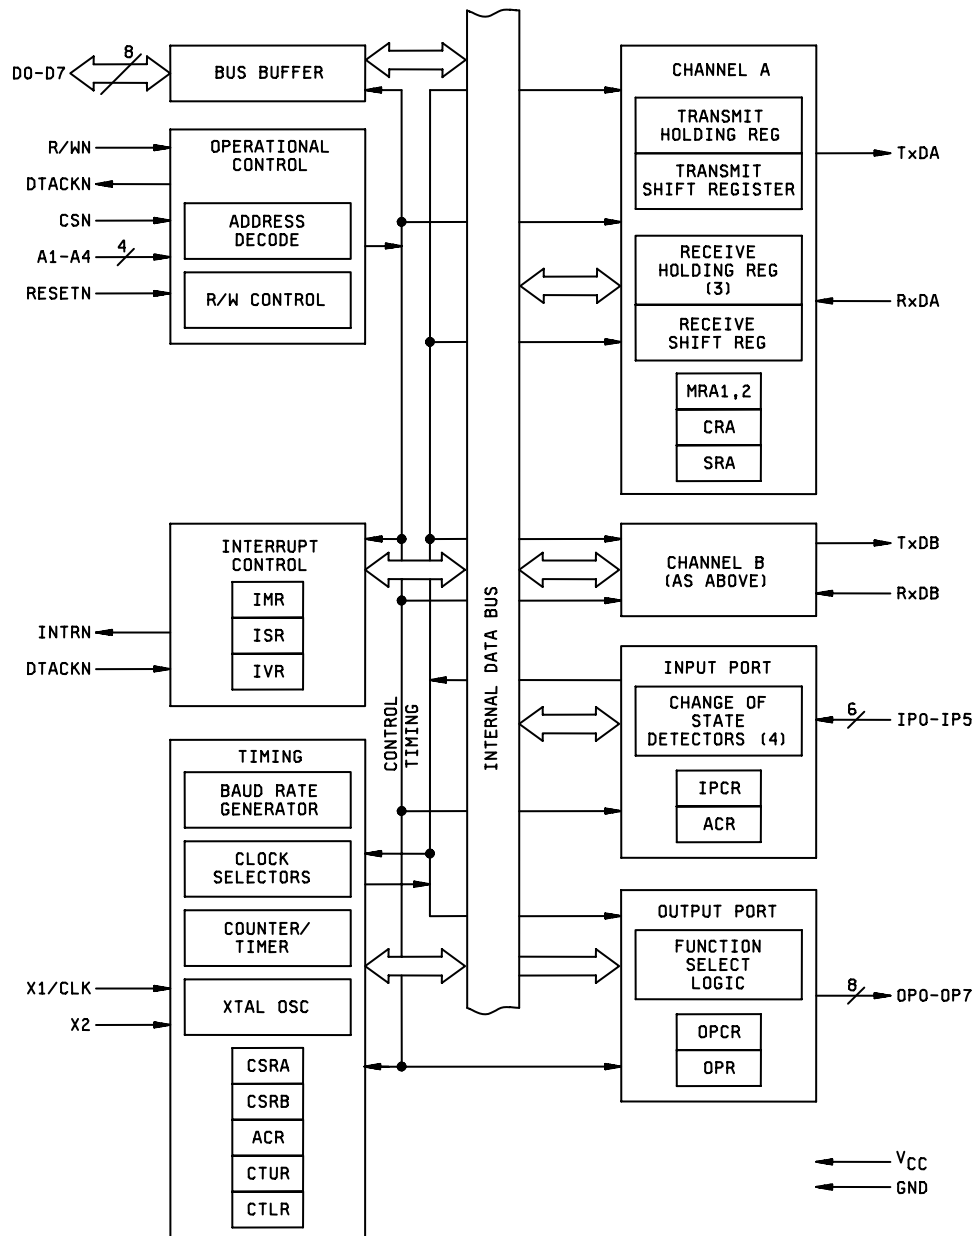 D0-D7
8
BUS BUFFER
R/WN
DTACKN
CSN
A1-A4
4
RESETN
OPERATIONAL
CONTROL
ADDRESS
DECODE
R/W CONTROL
INTRN
DTACKN
INTERRUPT
CONTROL
IMR
ISR
IVR
TIMING
BAUD RATE
GENERATOR
CLOCK
SELECTORS
COUNTER/
TIMER
X1/CLK
X2
XTAL OSC
CSRA
CSRB
ACR
CTUR
CTLR
CONTROL
TIMING
INTERNAL DATA BUS
CHANNEL A
TRANSMIT
HOLDING REG
TRANSMIT
SHIFT REGISTER
TxDA
RECEIVE
HOLDING REG
(3)
RECEIVE
SHIFT REG
RxDA
MRA1,2
CRA
SRA
CHANNEL B
(AS ABOVE)
TxDB
RxDB
INPUT PORT
CHANGE OF
STATE
DETECTORS (4)
6
IP0-IP5
IPCR
ACR
OUTPUT PORT
FUNCTION
SELECT
LOGIC
8
OP0-OP7
OPCR
OPR
VCC
GND